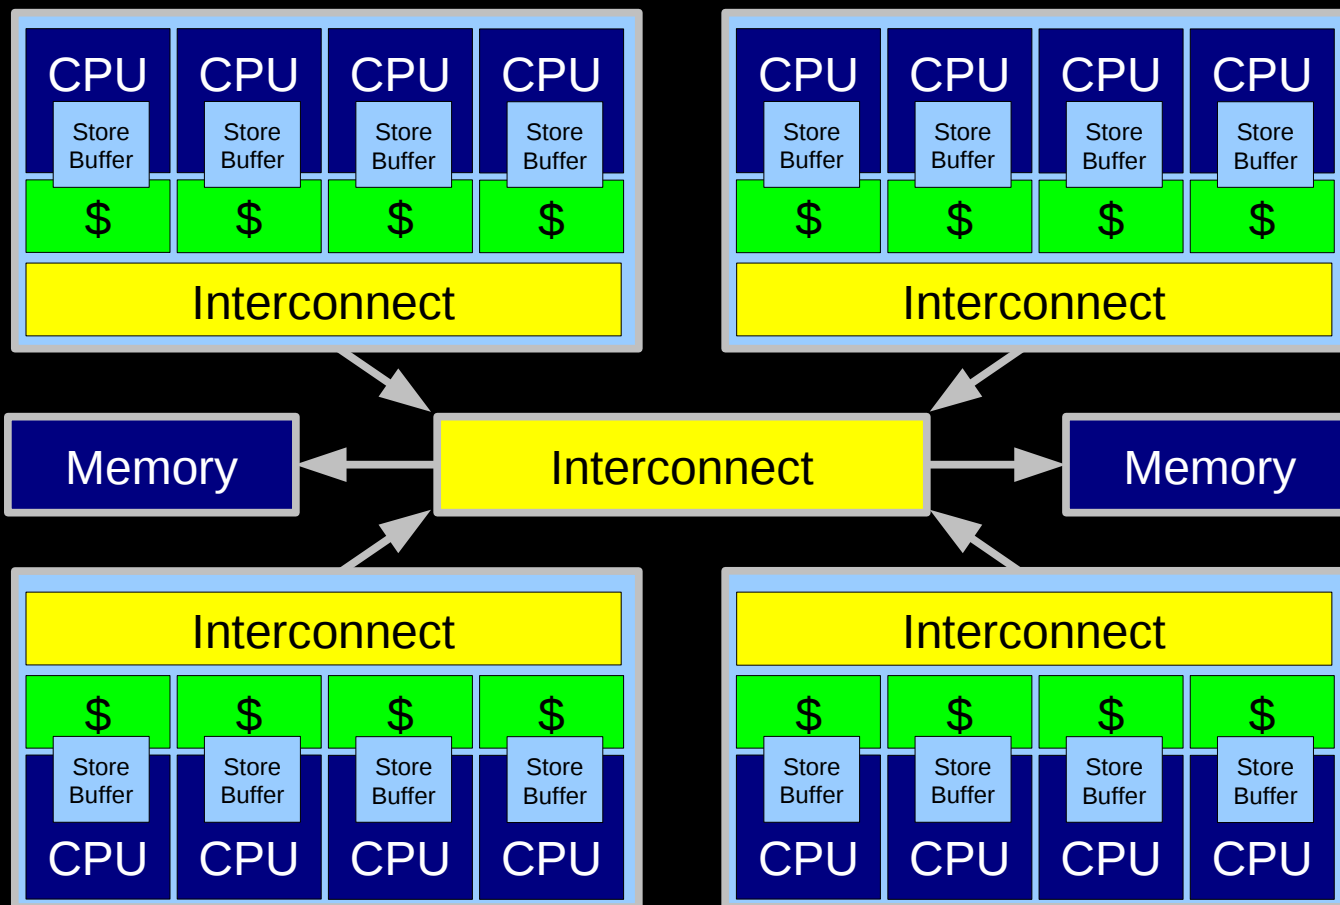 CPU CPU CPU CPU CPU CPU CPU CPU
Store Store Store Store Store Store Store Store
Buffer Buffer Buffer Buffer Buffer Buffer Buffer Buffer
$ $ $ $ $ $ $ $
Interconnect Interconnect
Memory Interconnect Memory
Interconnect Interconnect
$ $ $ $ $ $ $ $
Store Store Store Store Store Store Store Store
Buffer Buffer Buffer Buffer Buffer Buffer Buffer Buffer
CPU CPU CPU CPU CPU CPU CPU CPU